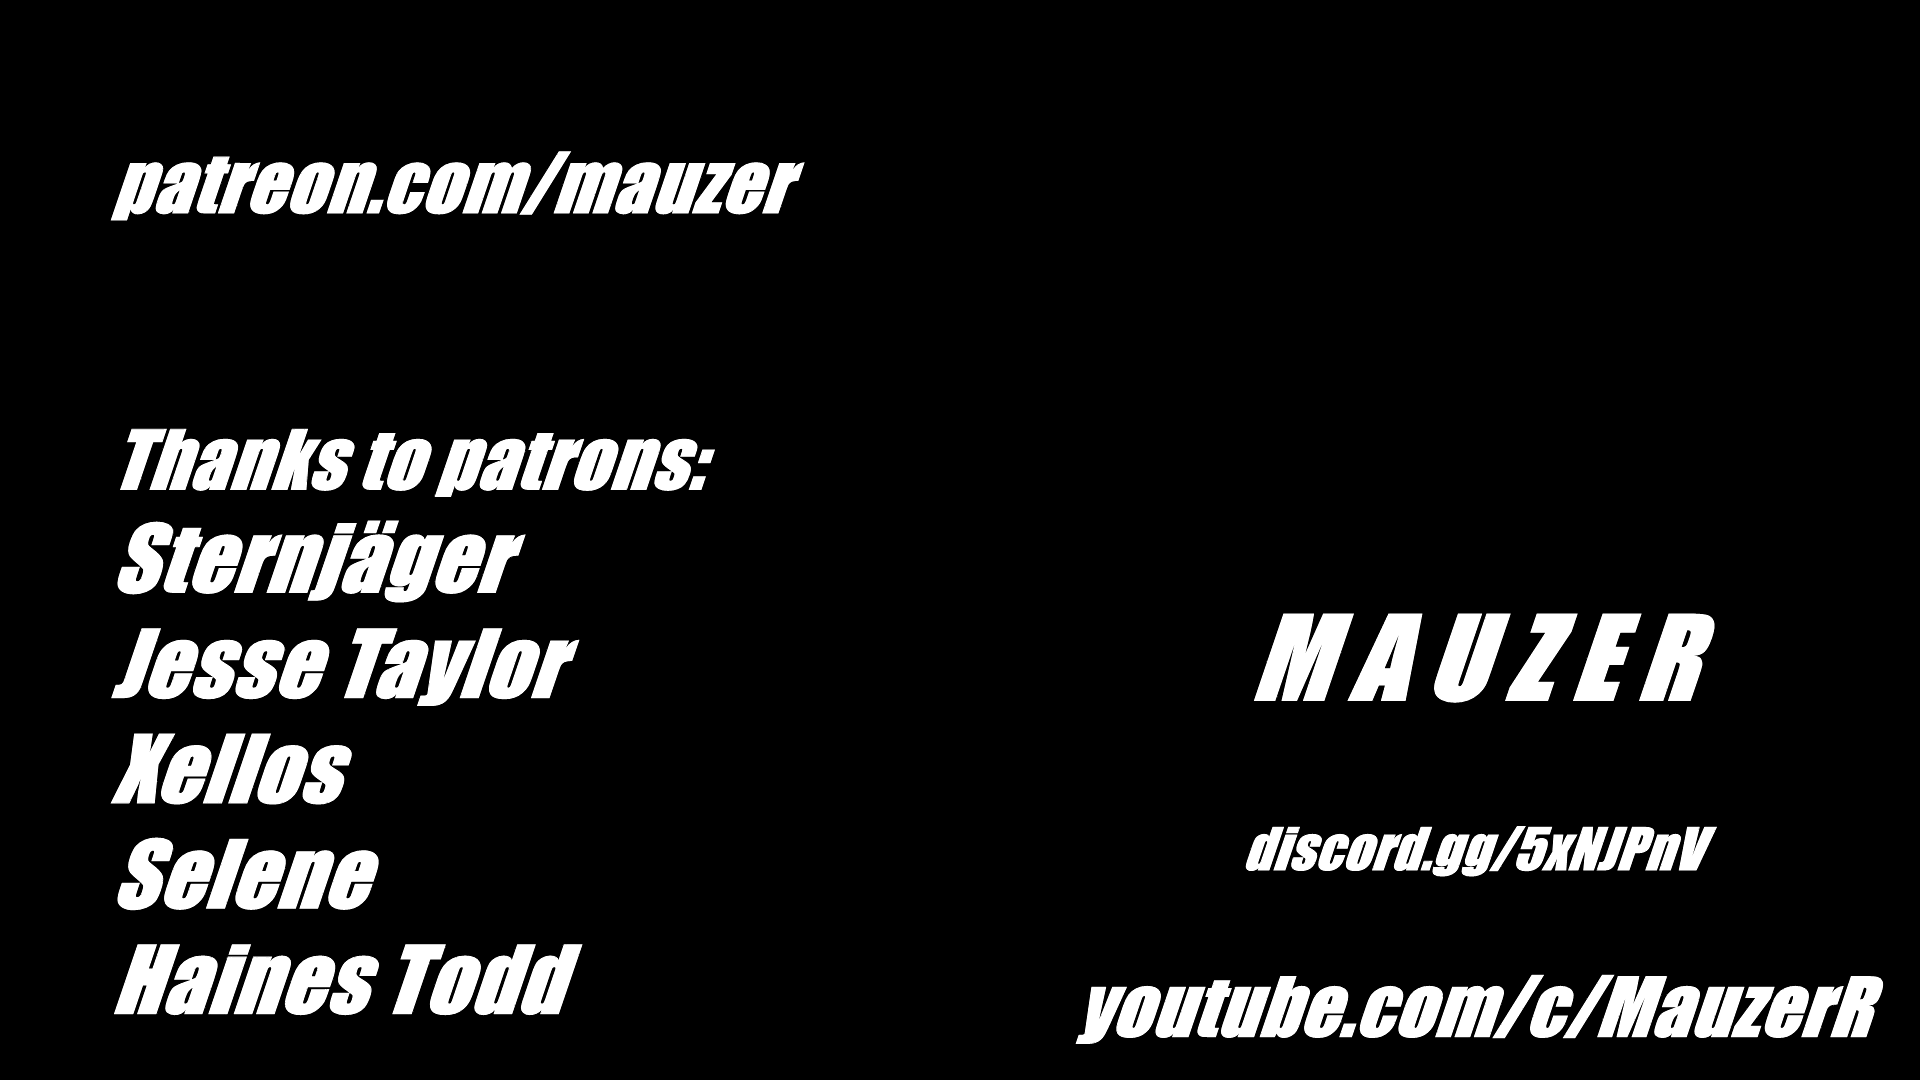 patreon.com/mauzer
Thanks to patrons:
Sternjäger
Jesse Taylor
Xellos
Selene
Haines Todd
MAUZER
discord.gg/5xNJPnV
youtube.com/c/MauzerR